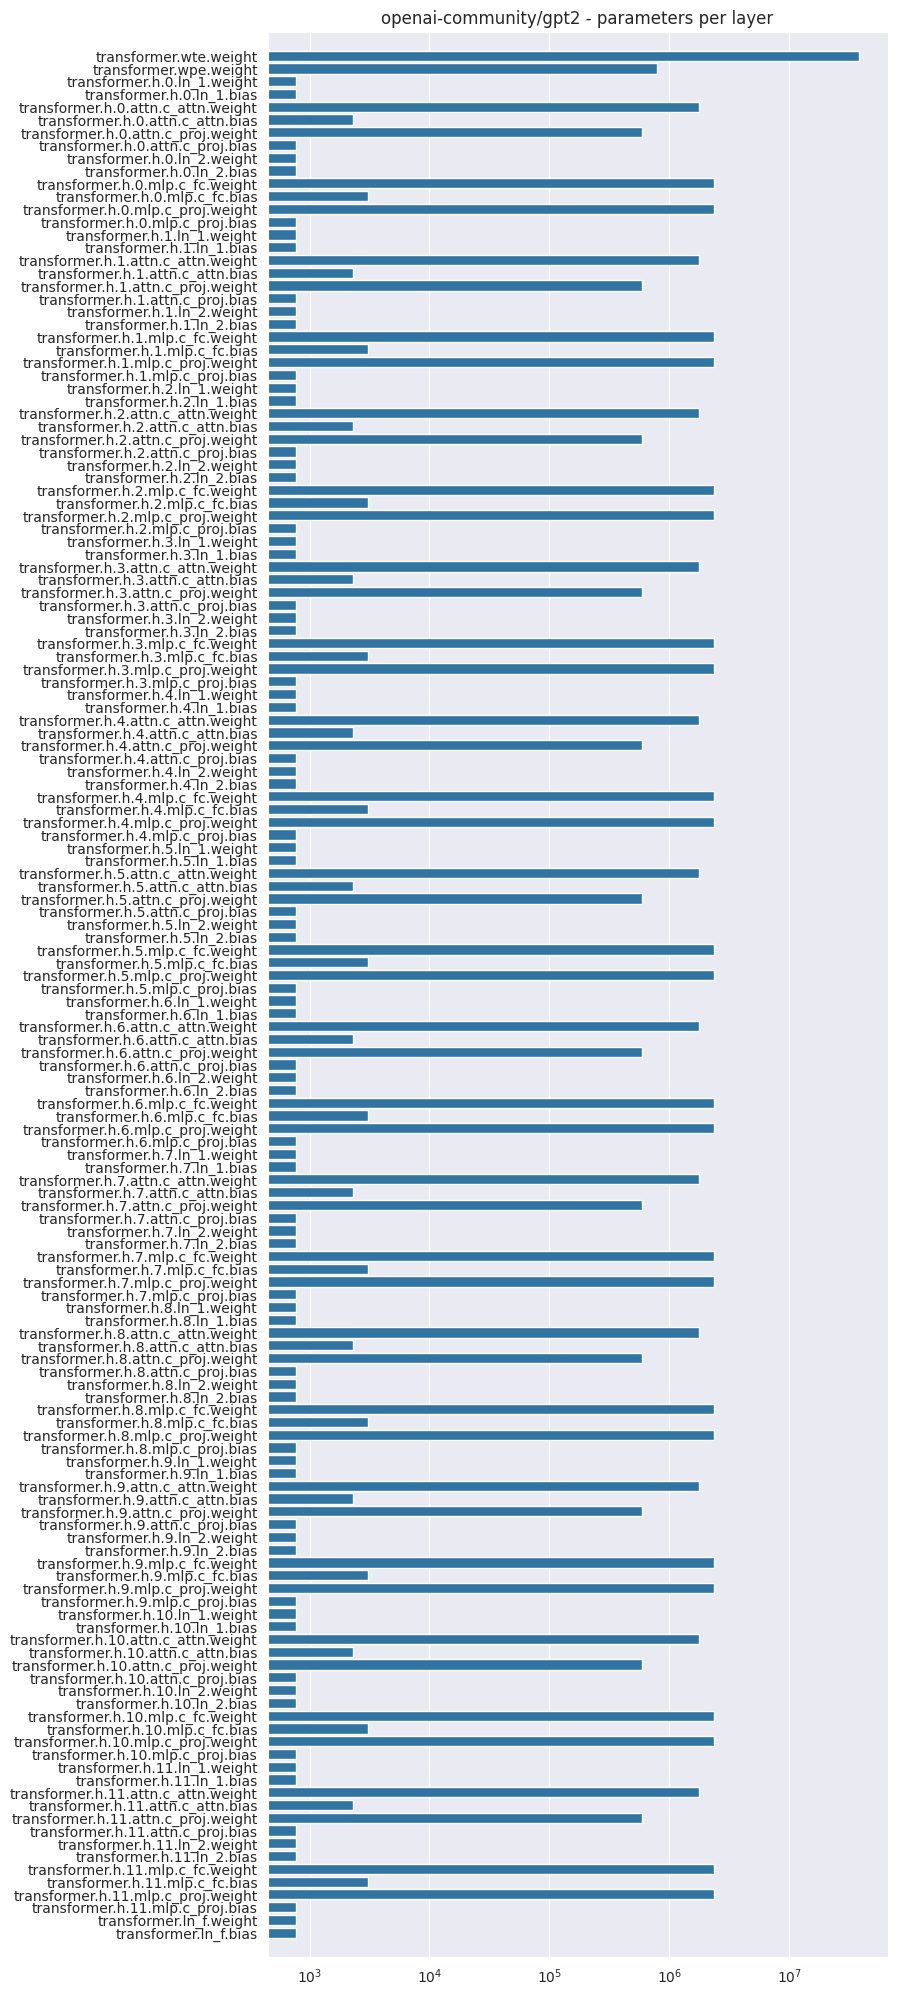 openai-community/gpt2 - parameters per layer
transformer.wte.weight
transformer.wpe.weight
transformer.h.0.ln_1.weight
transformer.h.0.ln_1.bias
transformer.h.0.attn.c_attn.weight
transformer.h.0.attn.c_attn.bias
transformer.h.0.attn.c_proj.weight
transformer.h.0.attn.c_proj.bias
transformer.h.0.ln_2.weight
transformer.h.0.ln_2.bias
transformer.h.0.mlp.c_fc.weight
transformer.h.0.mlp.c_fc.bias
transformer.h.0.mlp.c_proj.weight
transformer.h.0.mlp.c_proj.bias
transformer.h.1.ln_1.weight
transformer.h.1.ln_1.bias
transformer.h.1.attn.c_attn.weight
transformer.h.1.attn.c_attn.bias
transformer.h.1.attn.c_proj.weight
transformer.h.1.attn.c_proj.bias
transformer.h.1.ln_2.weight
transformer.h.1.ln_2.bias
transformer.h.1.mlp.c_fc.weight
transformer.h.1.mlp.c_fc.bias
transformer.h.1.mlp.c_proj.weight
transformer.h.1.mlp.c_proj.bias
transformer.h.2.ln_1.weight
transformer.h.2.ln_1.bias
transformer.h.2.attn.c_attn.weight
transformer.h.2.attn.c_attn.bias
transformer.h.2.attn.c_proj.weight
transformer.h.2.attn.c_proj.bias
transformer.h.2.ln_2.weight
transformer.h.2.ln_2.bias
transformer.h.2.mlp.c_fc.weight
transformer.h.2.mlp.c_fc.bias
transformer.h.2.mlp.c_proj.weight
transformer.h.2.mlp.c_proj.bias
transformer.h.3.ln_1.weight
transformer.h.3.ln_1.bias
transformer.h.3.attn.c_attn.weight
transformer.h.3.attn.c_attn.bias
transformer.h.3.attn.c_proj.weight
transformer.h.3.attn.c_proj.bias
transformer.h.3.ln_2.weight
transformer.h.3.ln_2.bias
transformer.h.3.mlp.c_fc.weight
transformer.h.3.mlp.c_fc.bias
transformer.h.3.mlp.c_proj.weight
transformer.h.3.mlp.c_proj.bias
transformer.h.4.ln_1.weight
transformer.h.4.ln_1.bias
transformer.h.4.attn.c_attn.weight
transformer.h.4.attn.c_attn.bias
transformer.h.4.attn.c_proj.weight
transformer.h.4.attn.c_proj.bias
transformer.h.4.ln_2.weight
transformer.h.4.ln_2.bias
transformer.h.4.mlp.c_fc.weight
transformer.h.4.mlp.c_fc.bias
transformer.h.4.mlp.c_proj.weight
transformer.h.4.mlp.c_proj.bias
transformer.h.5.ln_1.weight
transformer.h.5.ln_1.bias
transformer.h.5.attn.c_attn.weight
transformer.h.5.attn.c_attn.bias
transformer.h.5.attn.c_proj.weight
transformer.h.5.attn.c_proj.bias
transformer.h.5.ln_2.weight
transformer.h.5.ln_2.bias
transformer.h.5.mlp.c_fc.weight
transformer.h.5.mlp.c_fc.bias
transformer.h.5.mlp.c_proj.weight
transformer.h.5.mlp.c_proj.bias
transformer.h.6.ln_1.weight
transformer.h.6.ln_1.bias
transformer.h.6.attn.c_attn.weight
transformer.h.6.attn.c_attn.bias
transformer.h.6.attn.c_proj.weight
transformer.h.6.attn.c_proj.bias
transformer.h.6.ln_2.weight
transformer.h.6.ln_2.bias
transformer.h.6.mlp.c_fc.weight
transformer.h.6.mlp.c_fc.bias
transformer.h.6.mlp.c_proj.weight
transformer.h.6.mlp.c_proj.bias
transformer.h.7.ln_1.weight
transformer.h.7.ln_1.bias
transformer.h.7.attn.c_attn.weight
transformer.h.7.attn.c_attn.bias
transformer.h.7.attn.c_proj.weight
transformer.h.7.attn.c_proj.bias
transformer.h.7.ln_2.weight
transformer.h.7.ln_2.bias
transformer.h.7.mlp.c_fc.weight
transformer.h.7.mlp.c_fc.bias
transformer.h.7.mlp.c_proj.weight
transformer.h.7.mlp.c_proj.bias
transformer.h.8.ln_1.weight
transformer.h.8.ln_1.bias
transformer.h.8.attn.c_attn.weight
transformer.h.8.attn.c_attn.bias
transformer.h.8.attn.c_proj.weight
transformer.h.8.attn.c_proj.bias
transformer.h.8.ln_2.weight
transformer.h.8.ln_2.bias
transformer.h.8.mlp.c_fc.weight
transformer.h.8.mlp.c_fc.bias
transformer.h.8.mlp.c_proj.weight
transformer.h.8.mlp.c_proj.bias
transformer.h.9.ln_1.weight
transformer.h.9.ln_1.bias
transformer.h.9.attn.c_attn.weight
transformer.h.9.attn.c_attn.bias
transformer.h.9.attn.c_proj.weight
transformer.h.9.attn.c_proj.bias
transformer.h.9.ln_2.weight
transformer.h.9.ln_2.bias
transformer.h.9.mlp.c_fc.weight
transformer.h.9.mlp.c_fc.bias
transformer.h.9.mlp.c_proj.weight
transformer.h.9.mlp.c_proj.bias
transformer.h.10.ln_1.weight
transformer.h.10.ln_1.bias
transformer.h.10.attn.c_attn.weight
transformer.h.10.attn.c_attn.bias
transformer.h.10.attn.c_proj.weight
transformer.h.10.attn.c_proj.bias
transformer.h.10.ln_2.weight
transformer.h.10.ln_2.bias
transformer.h.10.mlp.c_fc.weight
transformer.h.10.mlp.c_fc.bias
transformer.h.10.mlp.c_proj.weight
transformer.h.10.mlp.c_proj.bias
transformer.h.11.ln_1.weight
transformer.h.11.ln_1.bias
transformer.h.11.attn.c_attn.weight
transformer.h.11.attn.c_attn.bias
transformer.h.11.attn.c_proj.weight
transformer.h.11.attn.c_proj.bias
transformer.h.11.ln_2.weight
transformer.h.11.ln_2.bias
transformer.h.11.mlp.c_fc.weight
transformer.h.11.mlp.c_fc.bias
transformer.h.11.mlp.c_proj.weight
transformer.h.11.mlp.c_proj.bias
transformer.ln_f.weight
transformer.ln_f.bias
10³ 10⁴ 10⁵ 10⁶ 10⁷